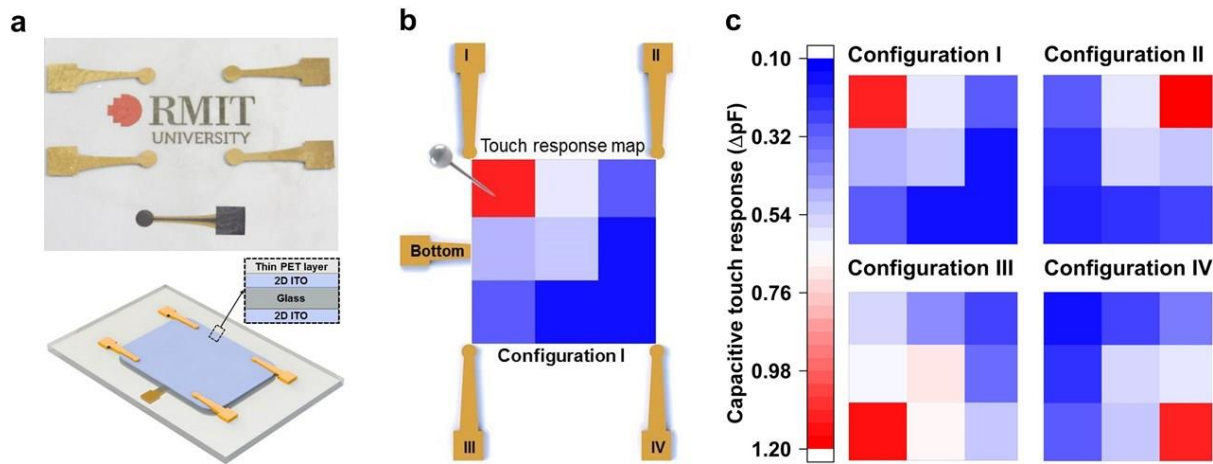 a
RMIT
UNIVERSITY
Thin PET layer
2D ITO
Glass
2D ITO
b
I
II
Touch response map
Bottom
Configuration I
III
IV
c
Capacitive touch response (ΔpF)
0.10
0.32
0.54
0.76
0.98
1.20
Configuration I
Configuration II
Configuration III
Configuration IV